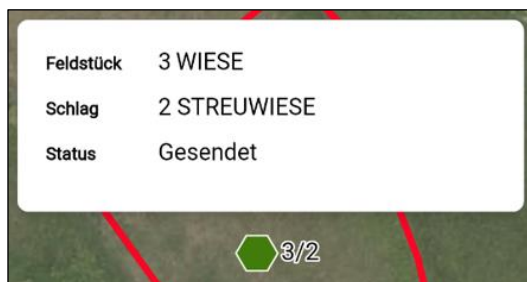 Feldstück 3 WIESE
Schlag 2 STREUWIESE
Status Gesendet
3/2